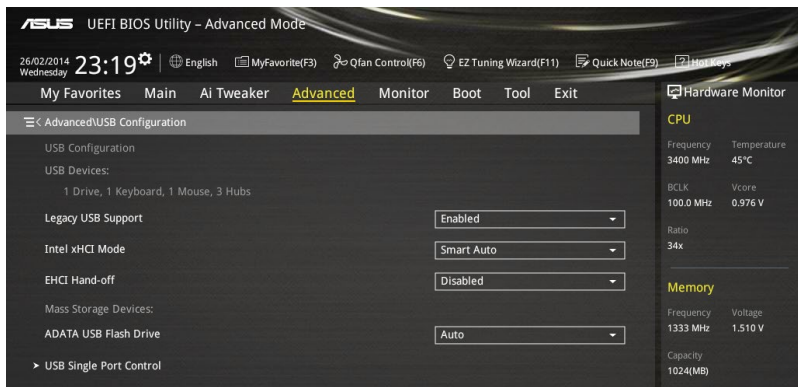 ASUS UEFI BIOS Utility – Advanced Mode
26/02/2014
Wednesday
23:19
English
MyFavorite(F3)
Qfan Control(F6)
EZ Tuning Wizard(F11)
Quick Note(F9)
? Hot Keys
My Favorites Main Ai Tweaker Advanced Monitor Boot Tool Exit
Advanced\USB Configuration
USB Configuration
USB Devices:
1 Drive, 1 Keyboard, 1 Mouse, 3 Hubs
Legacy USB Support Enabled
Intel xHCI Mode Smart Auto
EHCI Hand-off Disabled
Mass Storage Devices:
ADATA USB Flash Drive Auto
USB Single Port Control
Hardware Monitor
CPU
Frequency Temperature
3400 MHz 45°C
BCLK Vcore
100.0 MHz 0.976 V
Ratio
34x
Memory
Frequency Voltage
1333 MHz 1.510 V
Capacity
1024(MB)